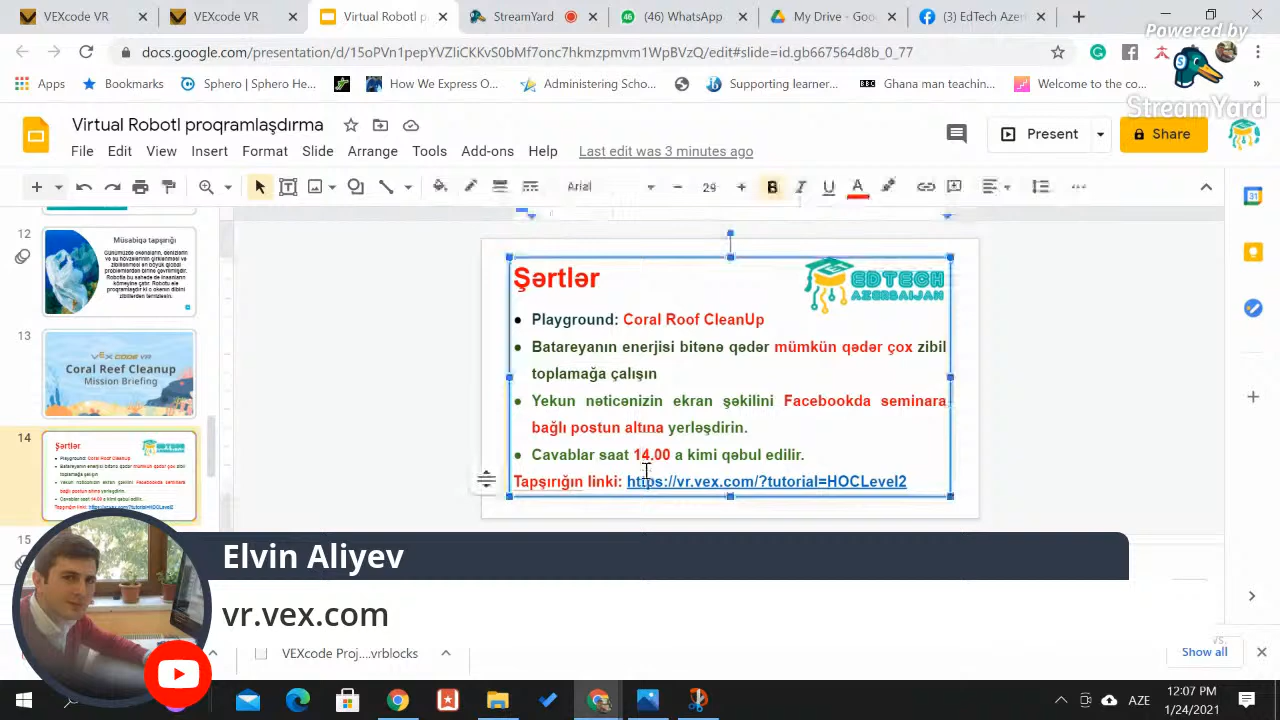 VEXcode VR
VEXcode VR
Virtual Robotl p
StreamYard
46
(46) WhatsApp
My Drive - Go
(3) EdTech Azer
Powered by
docs.google.com/presentation/d/15oPVn1pepYVZliCKKvS0bMf7onc7hkmzpmvm1WpBVzQ/edit#slide=id.gb667564d8b_0_77
Apps
Bookmarks
Sphero | Sphero He...
How We Express O...
Administering Scho...
Supporting learning...
Ghana man teachin...
Welcome to the co...
StreamYard
Virtual Robotl proqramlaşdırma
File Edit View Insert Format Slide Arrange Tools Add-ons Help Last edit was 3 minutes ago
Present
Share
Arial
29
B I U A
12
Müsabiqə tapşırığı
13
VEX CODE VR
Coral Reef Cleanup
Mission Briefing
14
Şərtlər
15
Şərtlər
EDTECH
AZERBAIJAN
• Playground: Coral Roof CleanUp
• Batareyanın enerjisi bitənə qədər mümkün qədər çox zibil
toplamağa çalışın
• Yekun nəticənizin ekran şəkilini Facebookda seminara
bağlı postun altına yerləşdirin.
• Cavablar saat 14.00 a kimi qəbul edilir.
Tapşırığın linki: https://vr.vex.com/?tutorial=HOCLevel2
Elvin Aliyev
vr.vex.com
VEXcode Proj....vrblocks
Show all
AZE
12:07 PM
1/24/2021